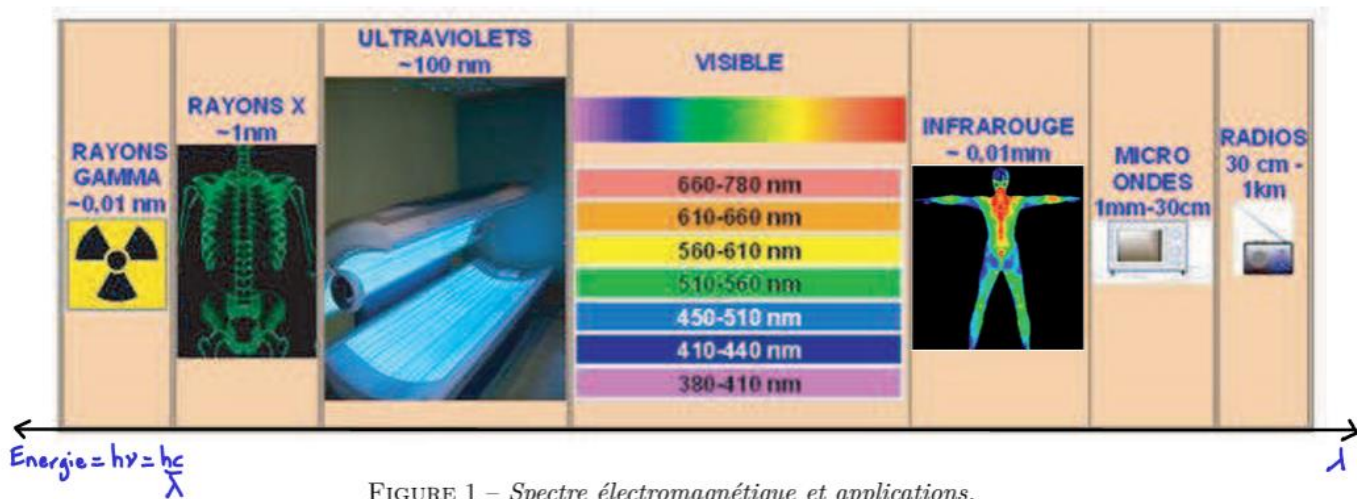 RAYONS
GAMMA
~0,01 nm
RAYONS X
~1nm
ULTRAVIOLETS
~100 nm
VISIBLE
660-780 nm
610-660 nm
560-610 nm
510-560 nm
450-510 nm
410-440 nm
380-410 nm
INFRAROUGE
~ 0,01mm
MICRO
ONDES
1mm-30cm
RADIOS
30 cm -
1km
Energie = hν = hc/λ
λ
FIGURE 1 – Spectre électromagnétique et applications.